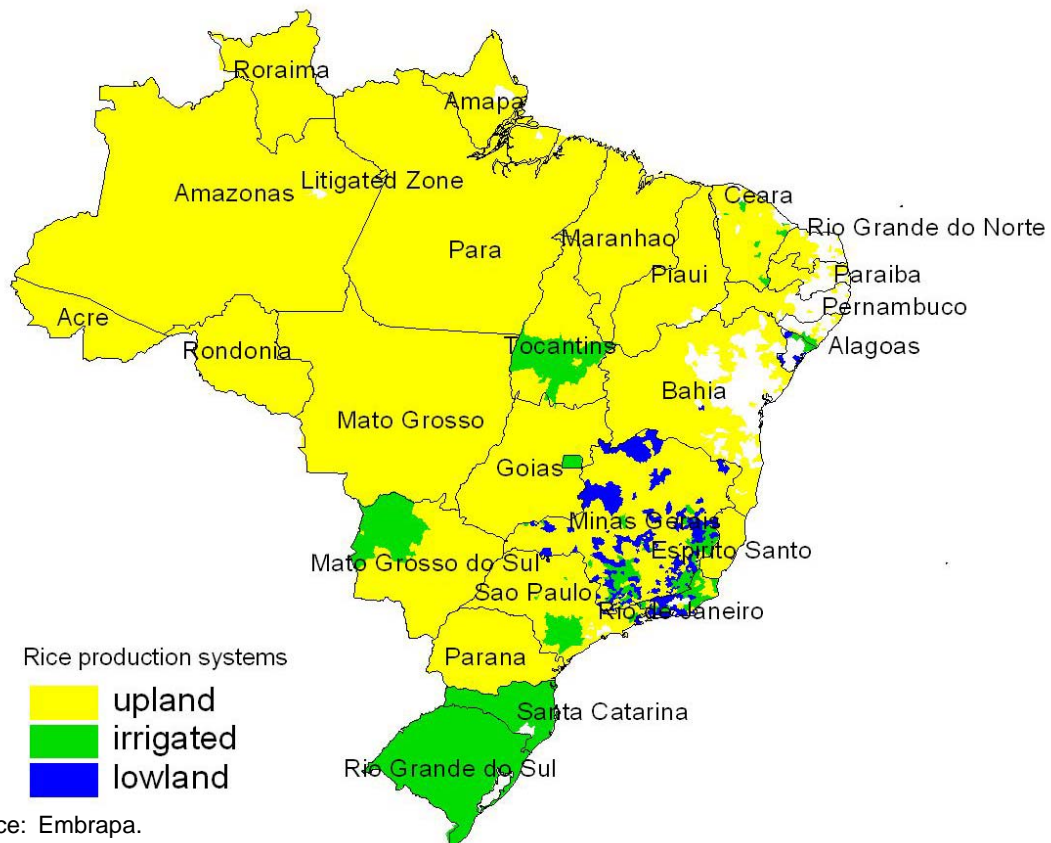 Roraima
Amapa
Litigated Zone
Amazonas
Ceara
Rio Grande do Norte
Maranhao
Para
Piaui
Paraiba
Pernambuco
Acre
Rondonia
Tocantins
Alagoas
Bahia
Mato Grosso
Goias
Minas Gerais
Espirito Santo
Mato Grosso do Sul
Sao Paulo
Rio de Janeiro
Parana
Santa Catarina
Rio Grande do Sul
Rice production systems
upland
irrigated
lowland
ce: Embrapa.